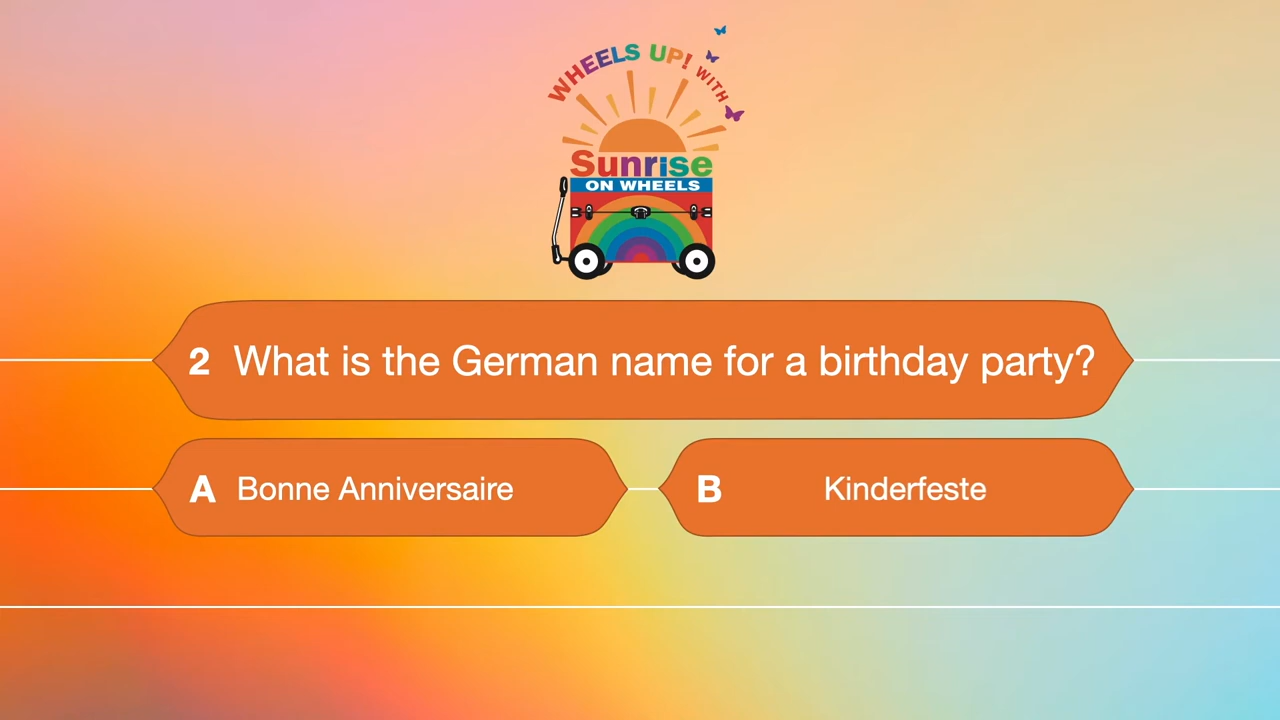 WHEELS UP! WITH
Sunrise
ON WHEELS
2 What is the German name for a birthday party?
A Bonne Anniversaire
B Kinderfeste